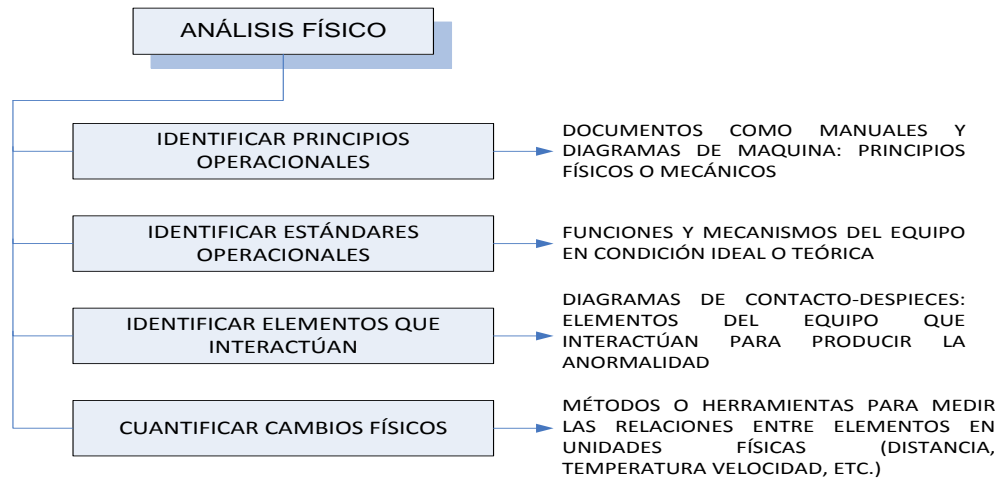 ANÁLISIS FÍSICO
IDENTIFICAR PRINCIPIOS
OPERACIONALES
DOCUMENTOS COMO MANUALES Y
DIAGRAMAS DE MAQUINA: PRINCIPIOS
FÍSICOS O MECÁNICOS
IDENTIFICAR ESTÁNDARES
OPERACIONALES
FUNCIONES Y MECANISMOS DEL EQUIPO
EN CONDICIÓN IDEAL O TEÓRICA
IDENTIFICAR ELEMENTOS QUE
INTERACTÚAN
DIAGRAMAS DE CONTACTO-DESPIECES:
ELEMENTOS DEL EQUIPO QUE
INTERACTÚAN PARA PRODUCIR LA
ANORMALIDAD
CUANTIFICAR CAMBIOS FÍSICOS
MÉTODOS O HERRAMIENTAS PARA MEDIR
LAS RELACIONES ENTRE ELEMENTOS EN
UNIDADES FÍSICAS (DISTANCIA,
TEMPERATURA VELOCIDAD, ETC.)